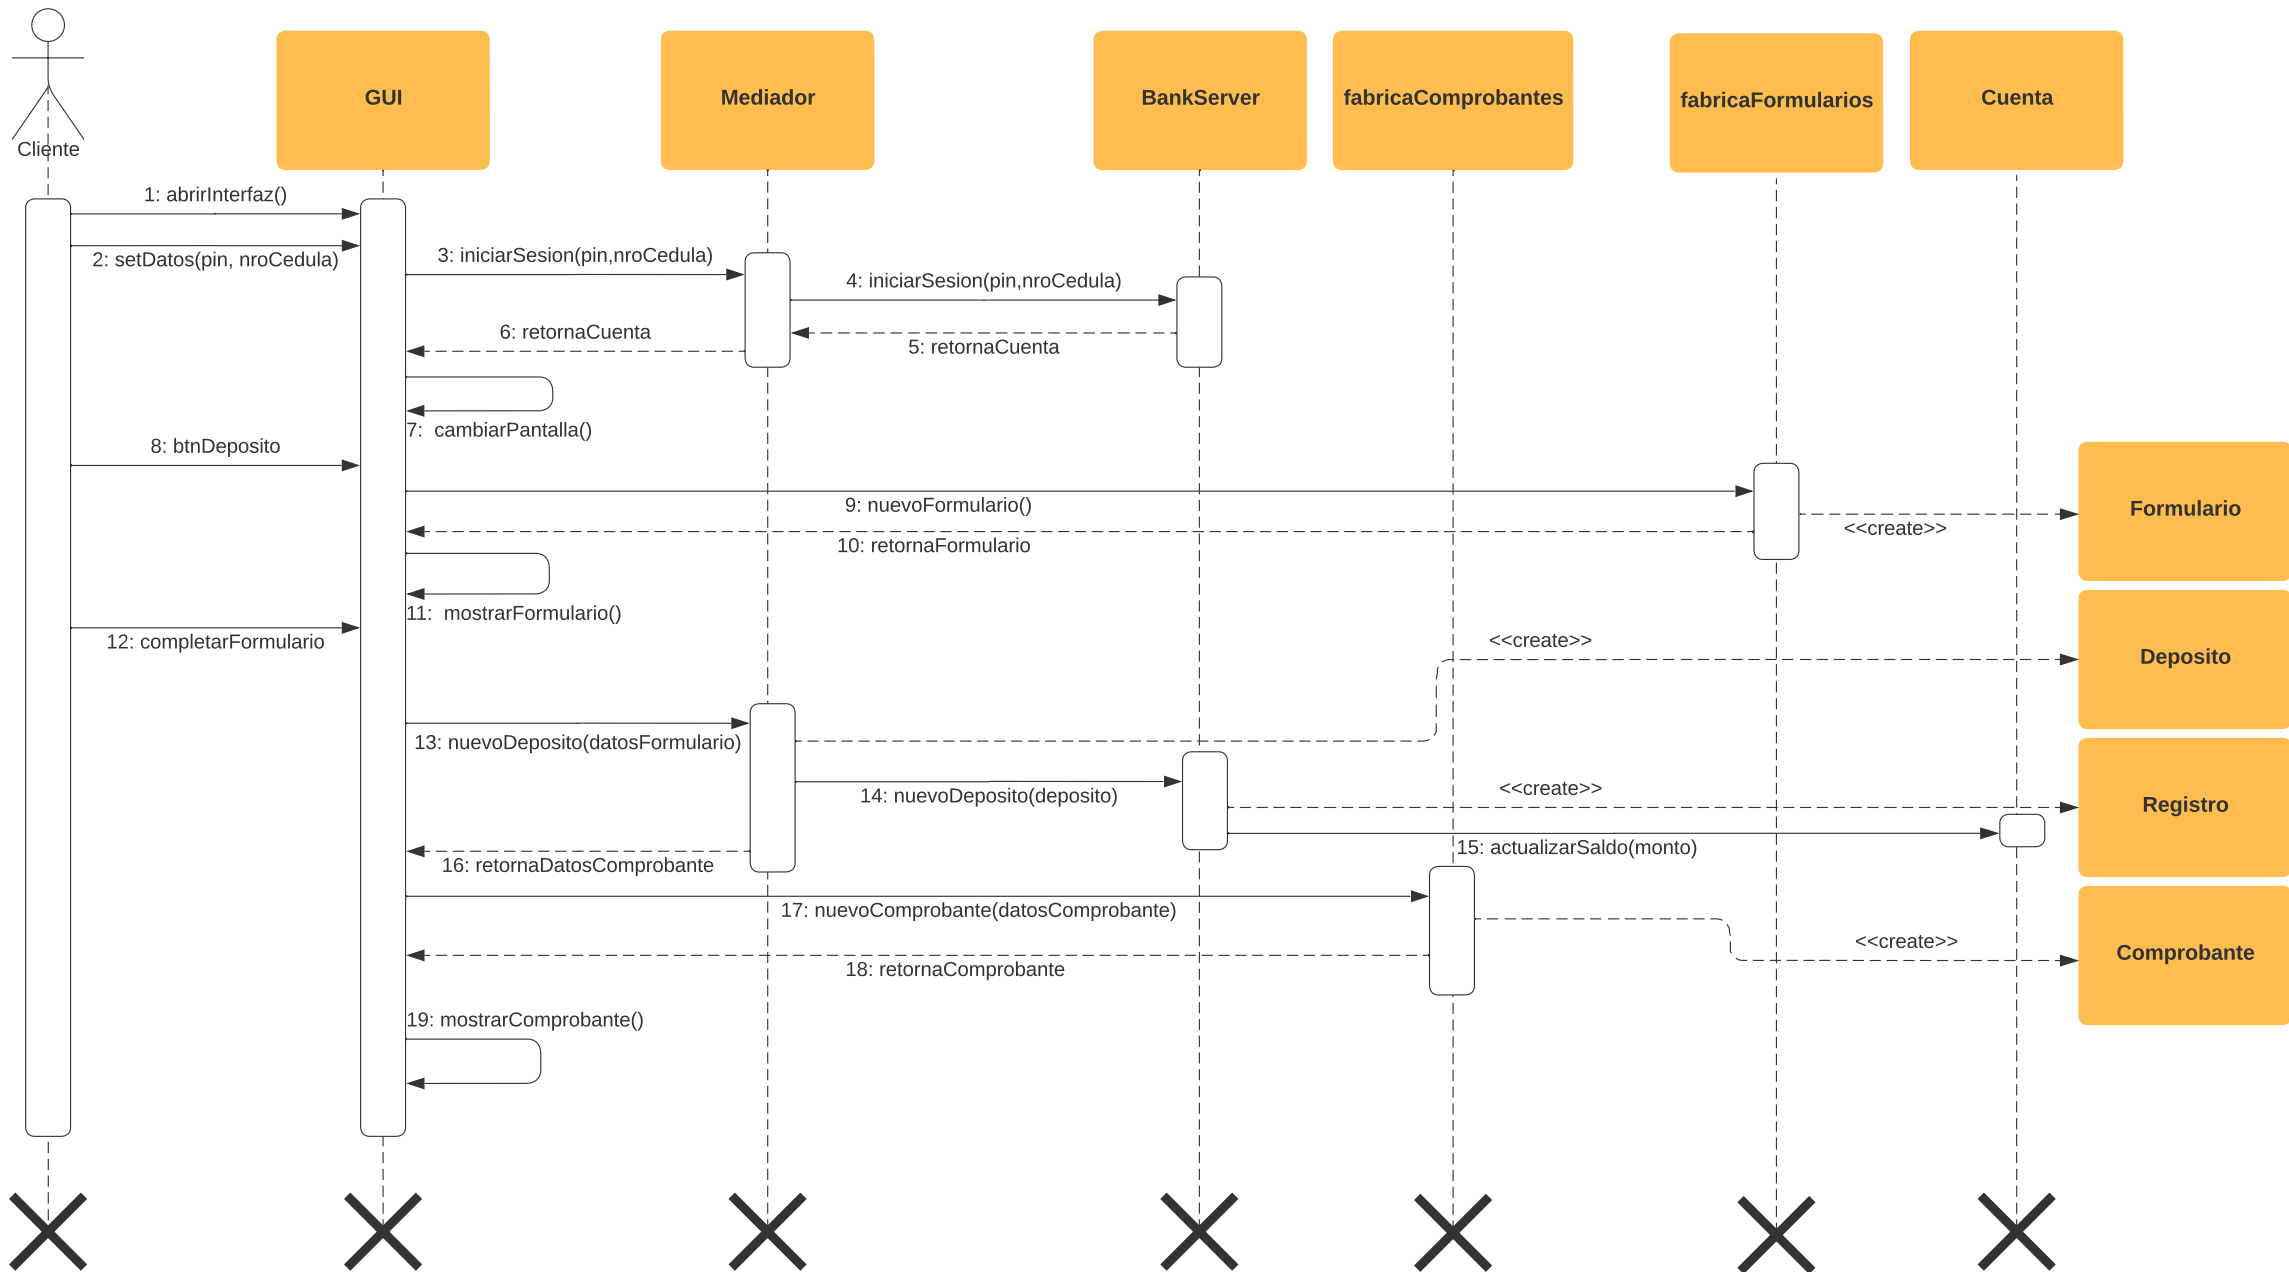 Cliente
GUI
Mediador
BankServer
fabricaComprobantes
fabricaFormularios
Cuenta
1: abrirInterfaz()
2: setDatos(pin, nroCedula)
3: iniciarSesion(pin,nroCedula)
4: iniciarSesion(pin,nroCedula)
5: retornaCuenta
6: retornaCuenta
7:  cambiarPantalla()
8: btnDeposito
9: nuevoFormulario()
<<create>>
Formulario
10: retornaFormulario
11:  mostrarFormulario()
12: completarFormulario
<<create>>
Deposito
13: nuevoDeposito(datosFormulario)
14: nuevoDeposito(deposito)
<<create>>
Registro
15: actualizarSaldo(monto)
16: retornaDatosComprobante
17: nuevoComprobante(datosComprobante)
<<create>>
Comprobante
18: retornaComprobante
19: mostrarComprobante()